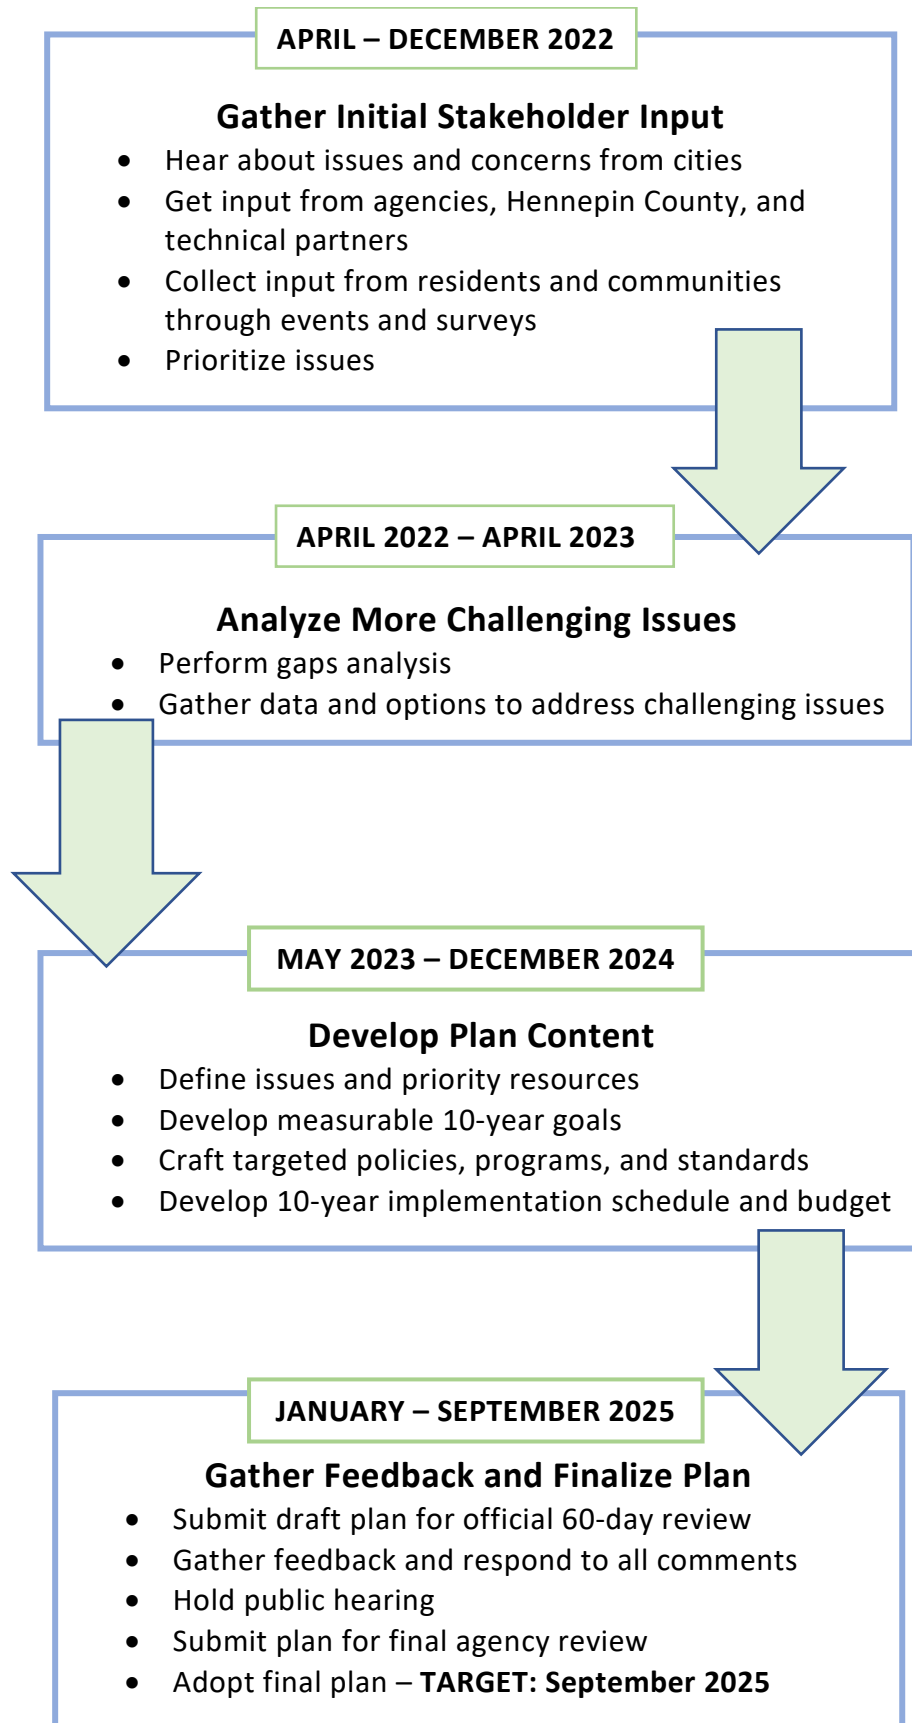 APRIL – DECEMBER 2022
Gather Initial Stakeholder Input
• Hear about issues and concerns from cities
• Get input from agencies, Hennepin County, and
technical partners
• Collect input from residents and communities
through events and surveys
• Prioritize issues
APRIL 2022 – APRIL 2023
Analyze More Challenging Issues
• Perform gaps analysis
• Gather data and options to address challenging issues
MAY 2023 – DECEMBER 2024
Develop Plan Content
• Define issues and priority resources
• Develop measurable 10-year goals
• Craft targeted policies, programs, and standards
• Develop 10-year implementation schedule and budget
JANUARY – SEPTEMBER 2025
Gather Feedback and Finalize Plan
• Submit draft plan for official 60-day review
• Gather feedback and respond to all comments
• Hold public hearing
• Submit plan for final agency review
• Adopt final plan – TARGET: September 2025